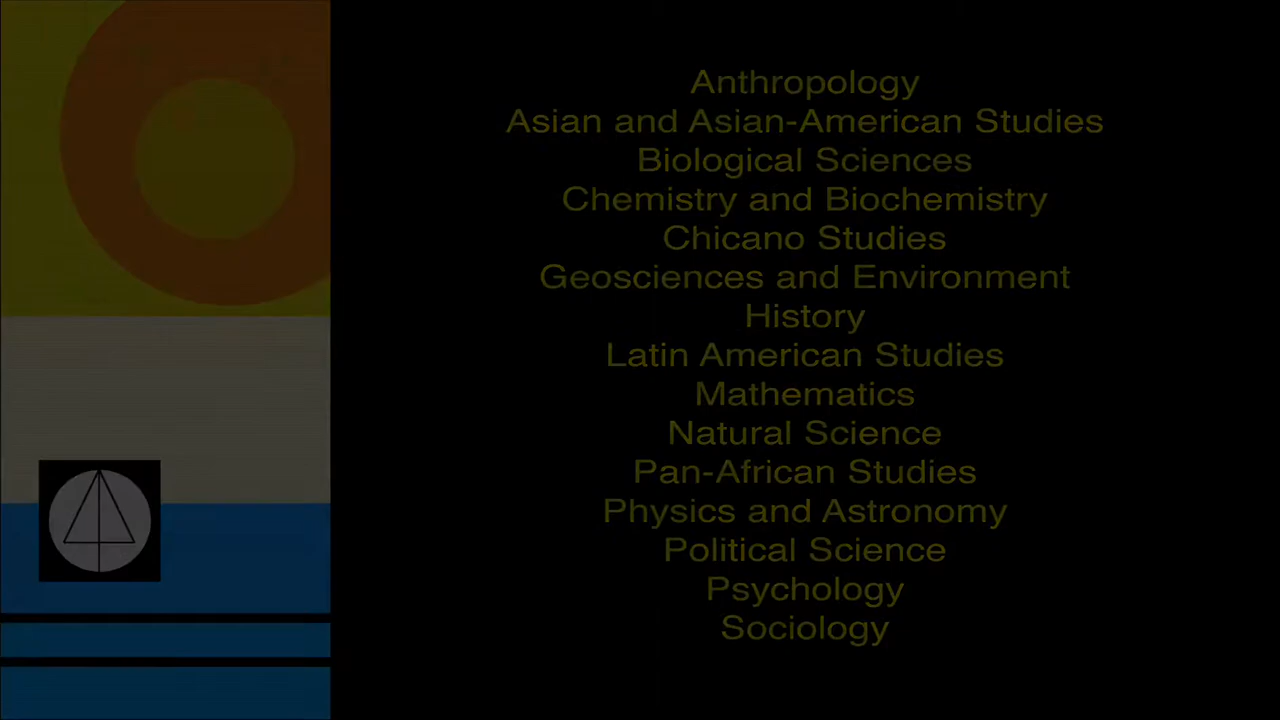 Anthropology
Asian and Asian-American Studies
Biological Sciences
Chemistry and Biochemistry
Chicano Studies
Geosciences and Environment
History
Latin American Studies
Mathematics
Natural Science
Pan-African Studies
Physics and Astronomy
Political Science
Psychology
Sociology